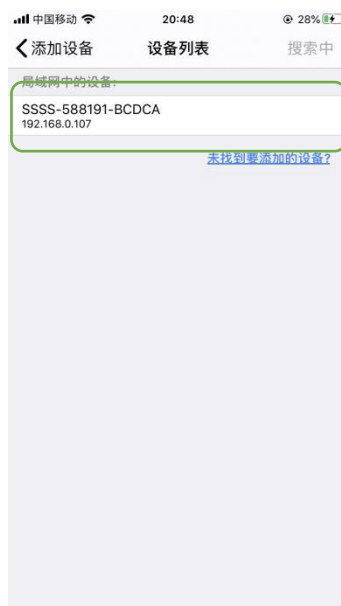 中国移动 20:48 28%
添加设备 设备列表 搜索中
局域网中的设备:
SSSS-588191-BCDCA
192.168.0.107
未找到要添加的设备?